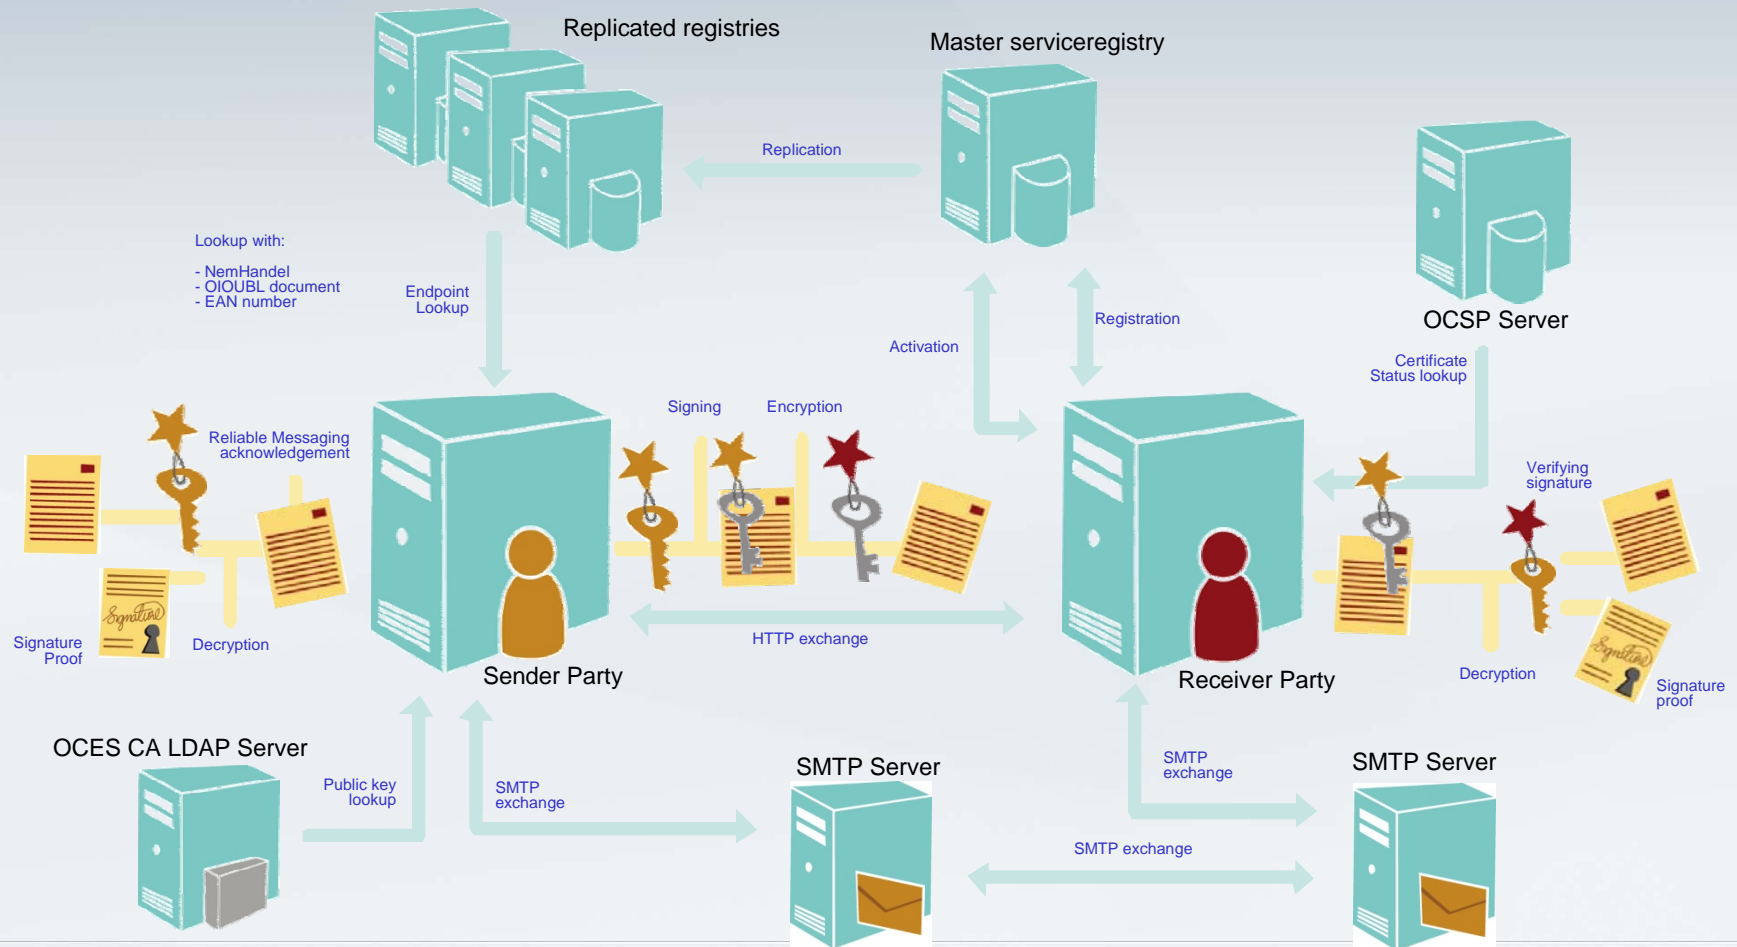 Replicated registries
Master serviceregistry
Replication
Lookup with:
- NemHandel
- OIOUBL document
- EAN number
Endpoint
Lookup
Activation
Registration
OCSP Server
Certificate
Status lookup
Signing
Encryption
Reliable Messaging
acknowledgement
Verifying
signature
Signature
Signature
Proof
Decryption
HTTP exchange
Sender Party
Receiver Party
Decryption
Signature
Signature
proof
OCES CA LDAP Server
Public key
lookup
SMTP
exchange
SMTP Server
SMTP
exchange
SMTP Server
SMTP exchange